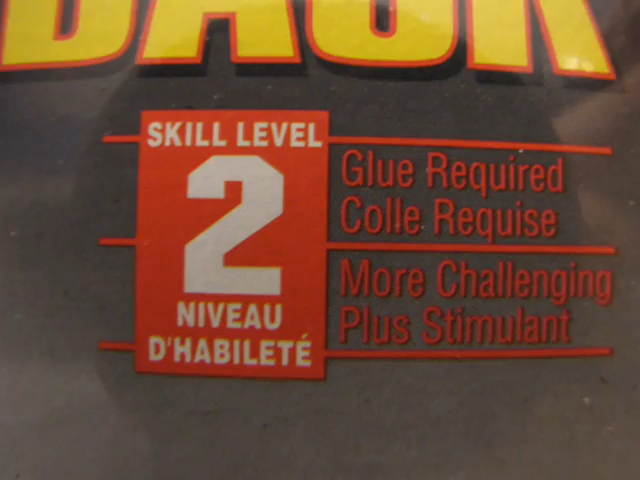 SKILL LEVEL
2
NIVEAU
D'HABILETÉ
Glue Required
Colle Requise
More Challenging
Plus Stimulant